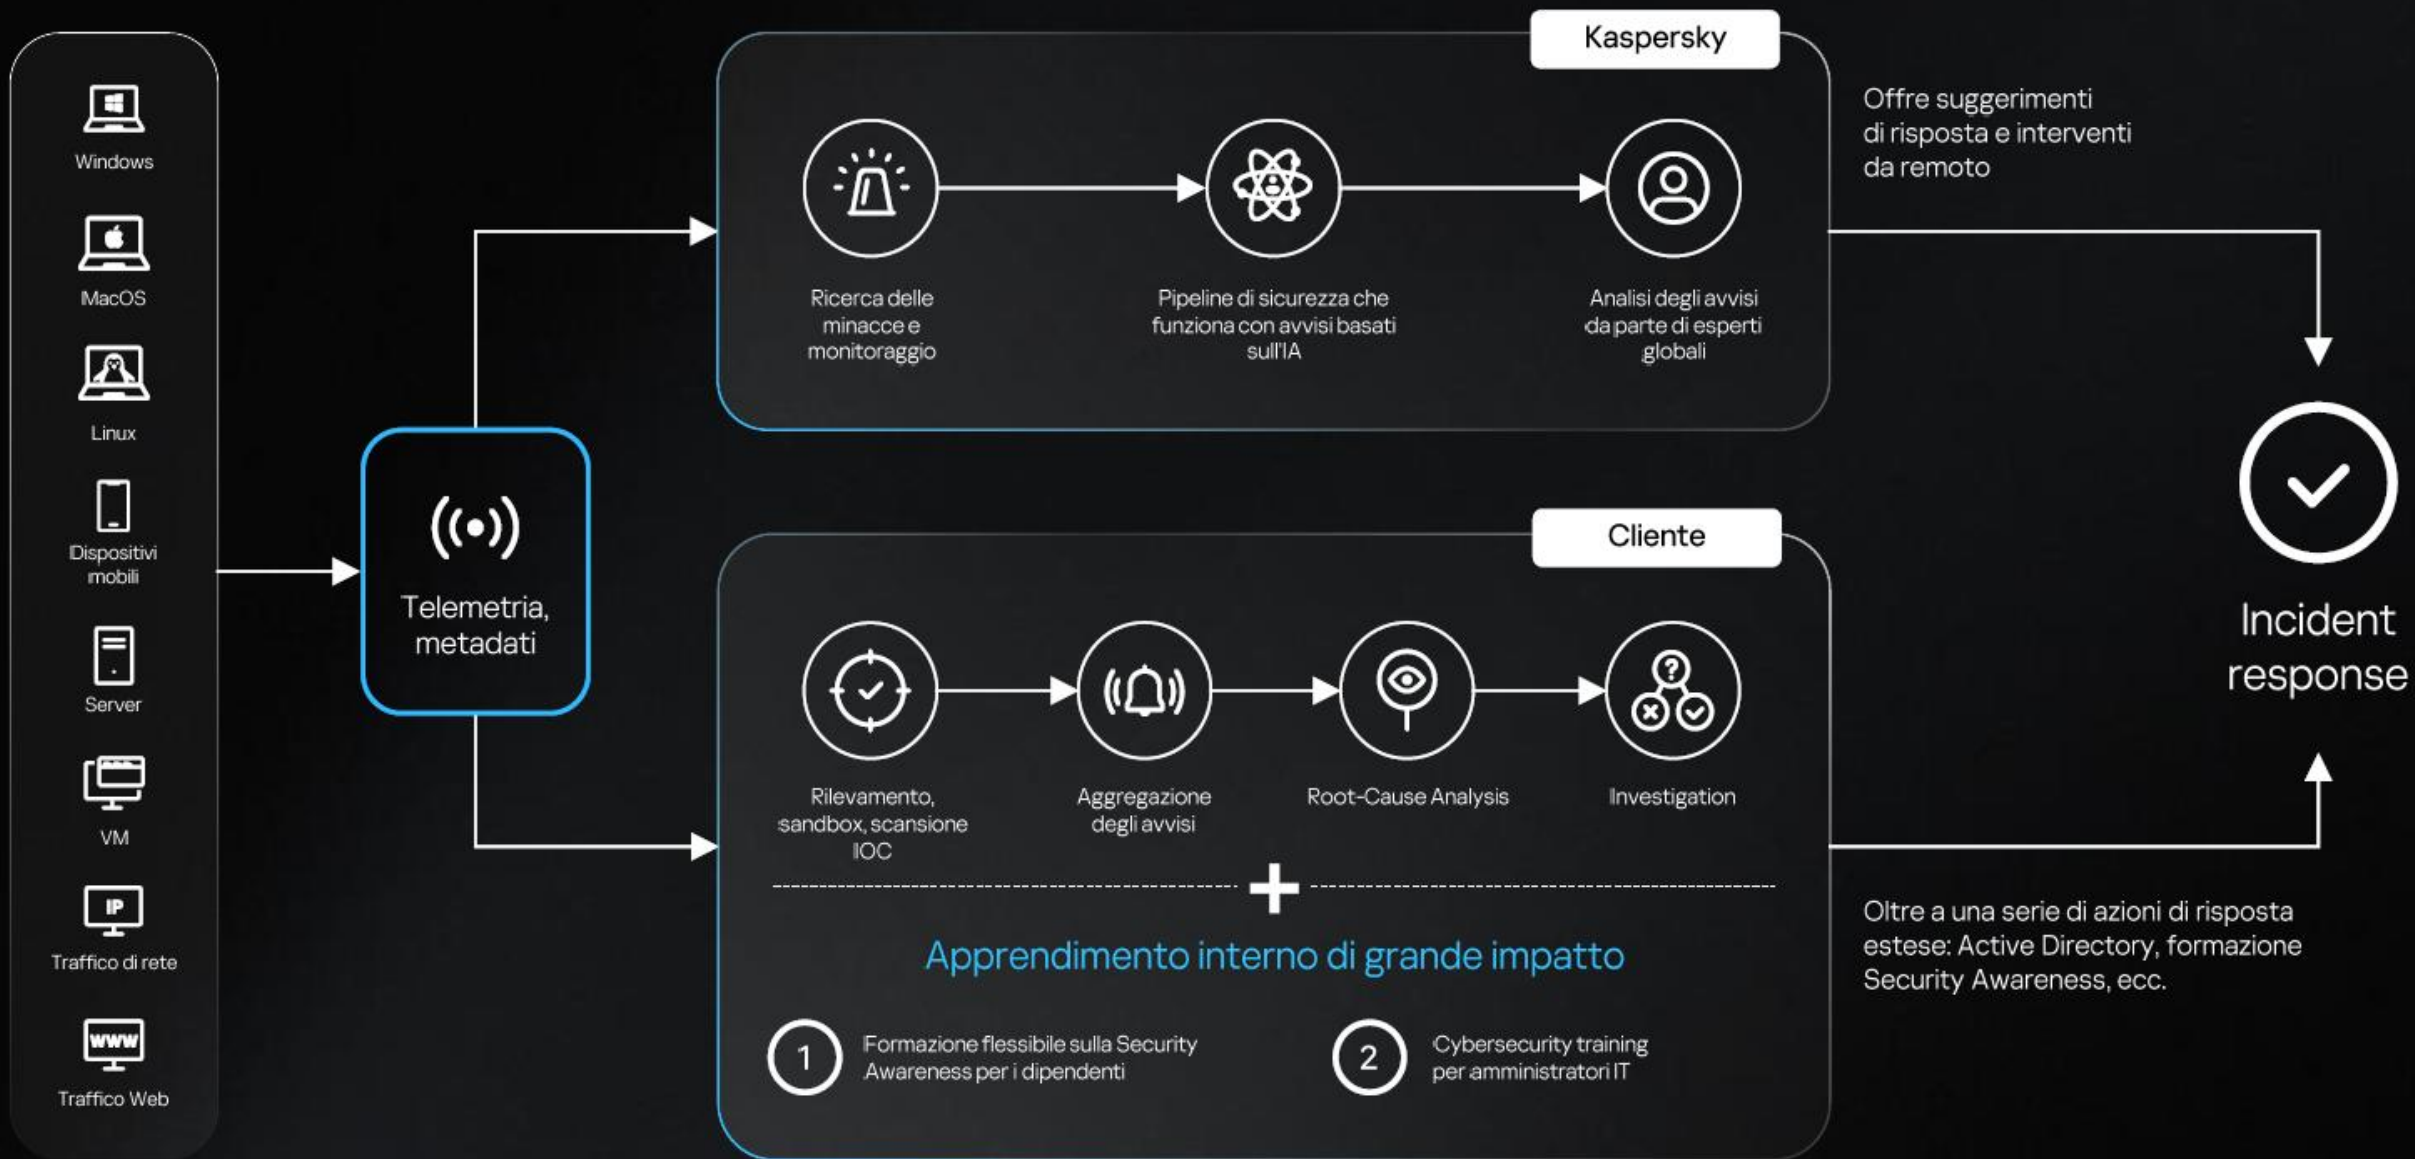 Windows
MacOS
Linux
Dispositivi
mobili
Server
VM
IP
Traffico di rete
www
Traffico Web
Telemetria,
metadati
Kaspersky
Ricerca delle
minacce e
monitoraggio
Pipeline di sicurezza che
funziona con avvisi basati
sull'IA
Analisi degli avvisi
da parte di esperti
globali
Offre suggerimenti
di risposta e interventi
da remoto
Cliente
Rilevamento,
sandbox, scansione
IOC
Aggregazione
degli avvisi
Root-Cause Analysis
?
Investigation
+
Apprendimento interno di grande impatto
1
Formazione flessibile sulla Security
Awareness per i dipendenti
2
Cybersecurity training
per amministratori IT
Incident
response
Oltre a una serie di azioni di risposta
estese: Active Directory, formazione
Security Awareness, ecc.